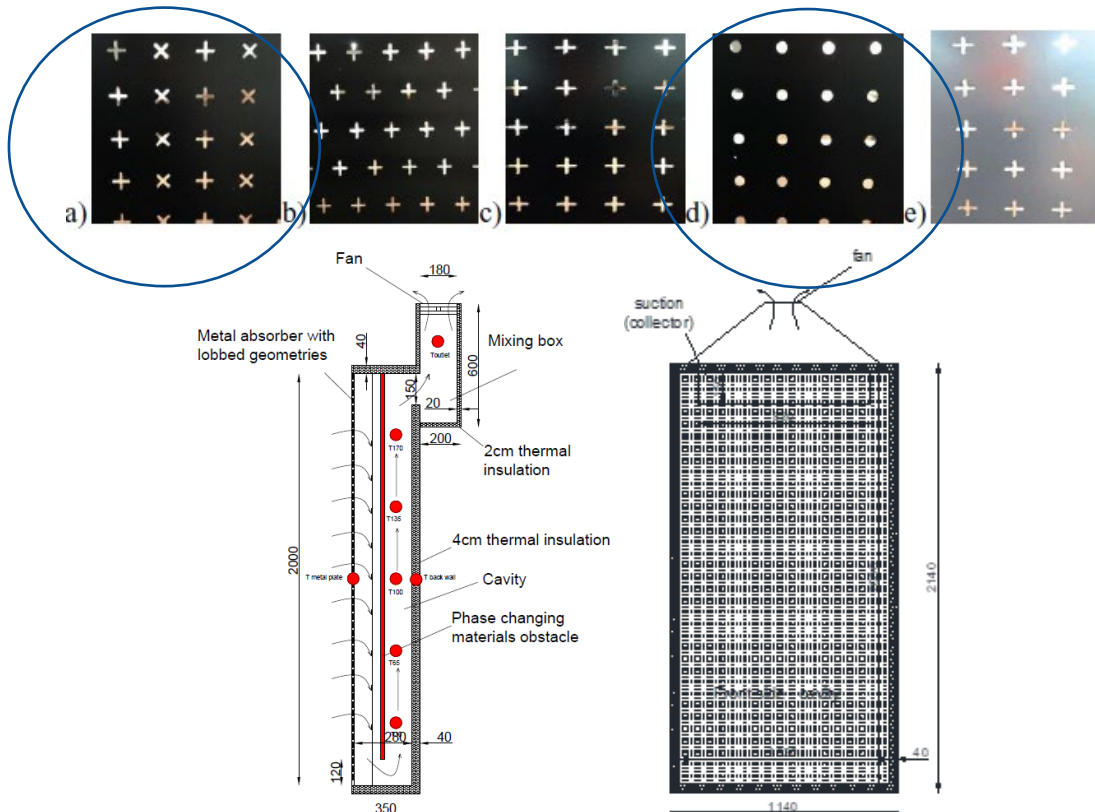 a)
b)
c)
d)
e)
Fan
180
Metal absorber with
lobbed geometries
40
Toutlet
Mixing box
600
150
20
200
2cm thermal
insulation
T170
T135
4cm thermal insulation
2000
T metal plate
T back wall
Cavity
T100
Phase changing
materials obstacle
T65
280
40
120
350
fan
suction
(collector)
2140
cavity
40
1140